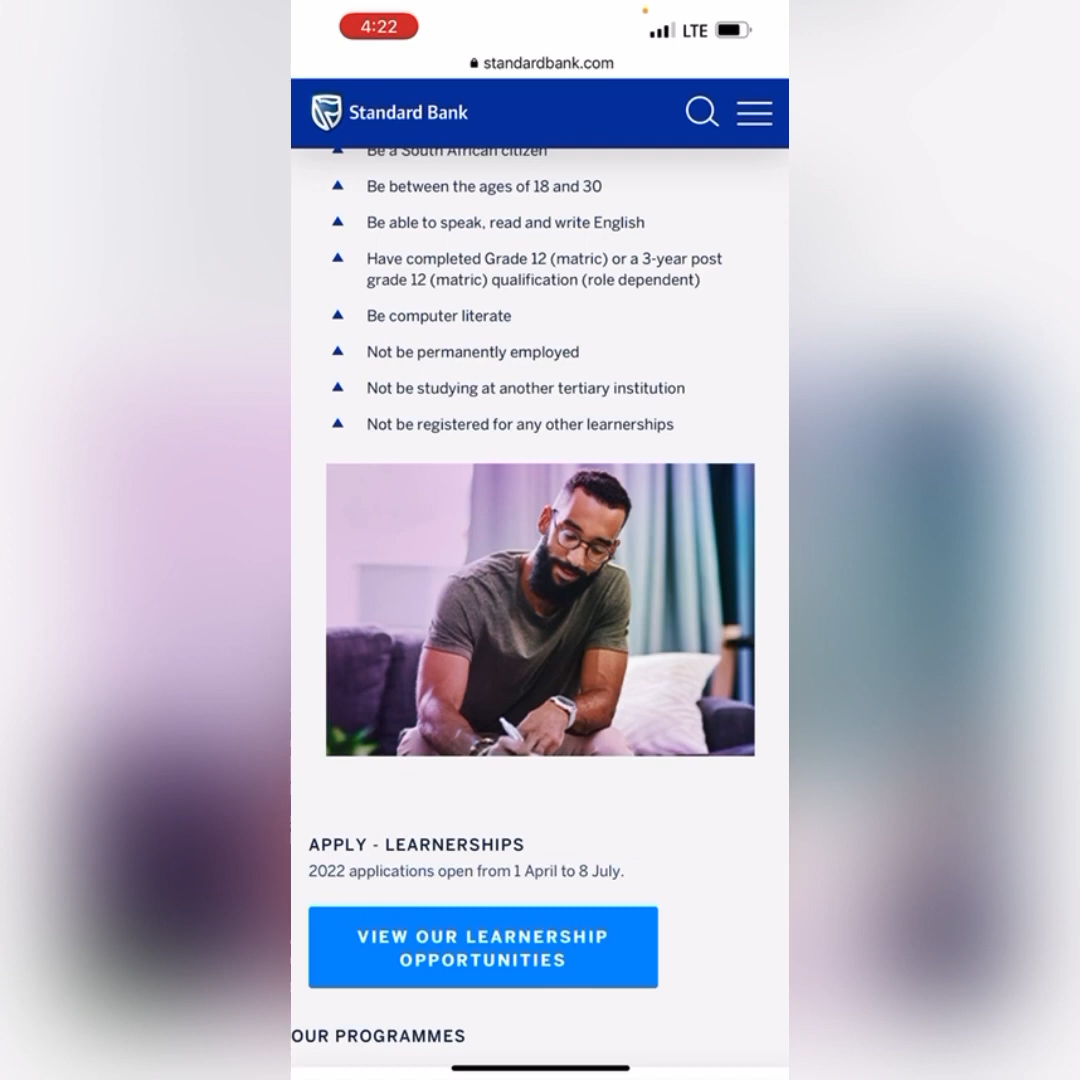 4:22
LTE
standardbank.com
Standard Bank
Be a South African citizen
Be between the ages of 18 and 30
Be able to speak, read and write English
Have completed Grade 12 (matric) or a 3-year post
grade 12 (matric) qualification (role dependent)
Be computer literate
Not be permanently employed
Not be studying at another tertiary institution
Not be registered for any other learnerships
APPLY - LEARNERSHIPS
2022 applications open from 1 April to 8 July.
VIEW OUR LEARNERSHIP
OPPORTUNITIES
OUR PROGRAMMES